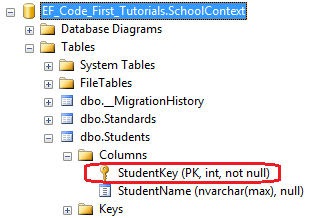 EF_Code_First_Tutorials.SchoolContext
Database Diagrams
Tables
System Tables
FileTables
dbo.__MigrationHistory
dbo.Standards
dbo.Students
Columns
StudentKey (PK, int, not null)
StudentName (nvarchar(max), null)
Keys